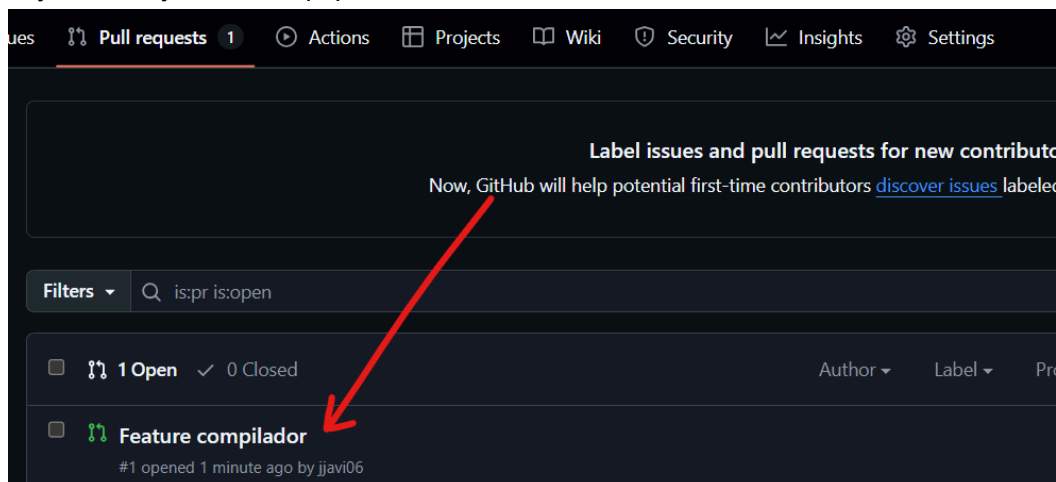 ues Pull requests 1 Actions Projects Wiki Security Insights Settings
Label issues and pull requests for new contributo
Now, GitHub will help potential first-time contributors discover issues labeled
Filters is:pr is:open
1 Open 0 Closed Author Label Pro
Feature compilador
#1 opened 1 minute ago by jjavi06